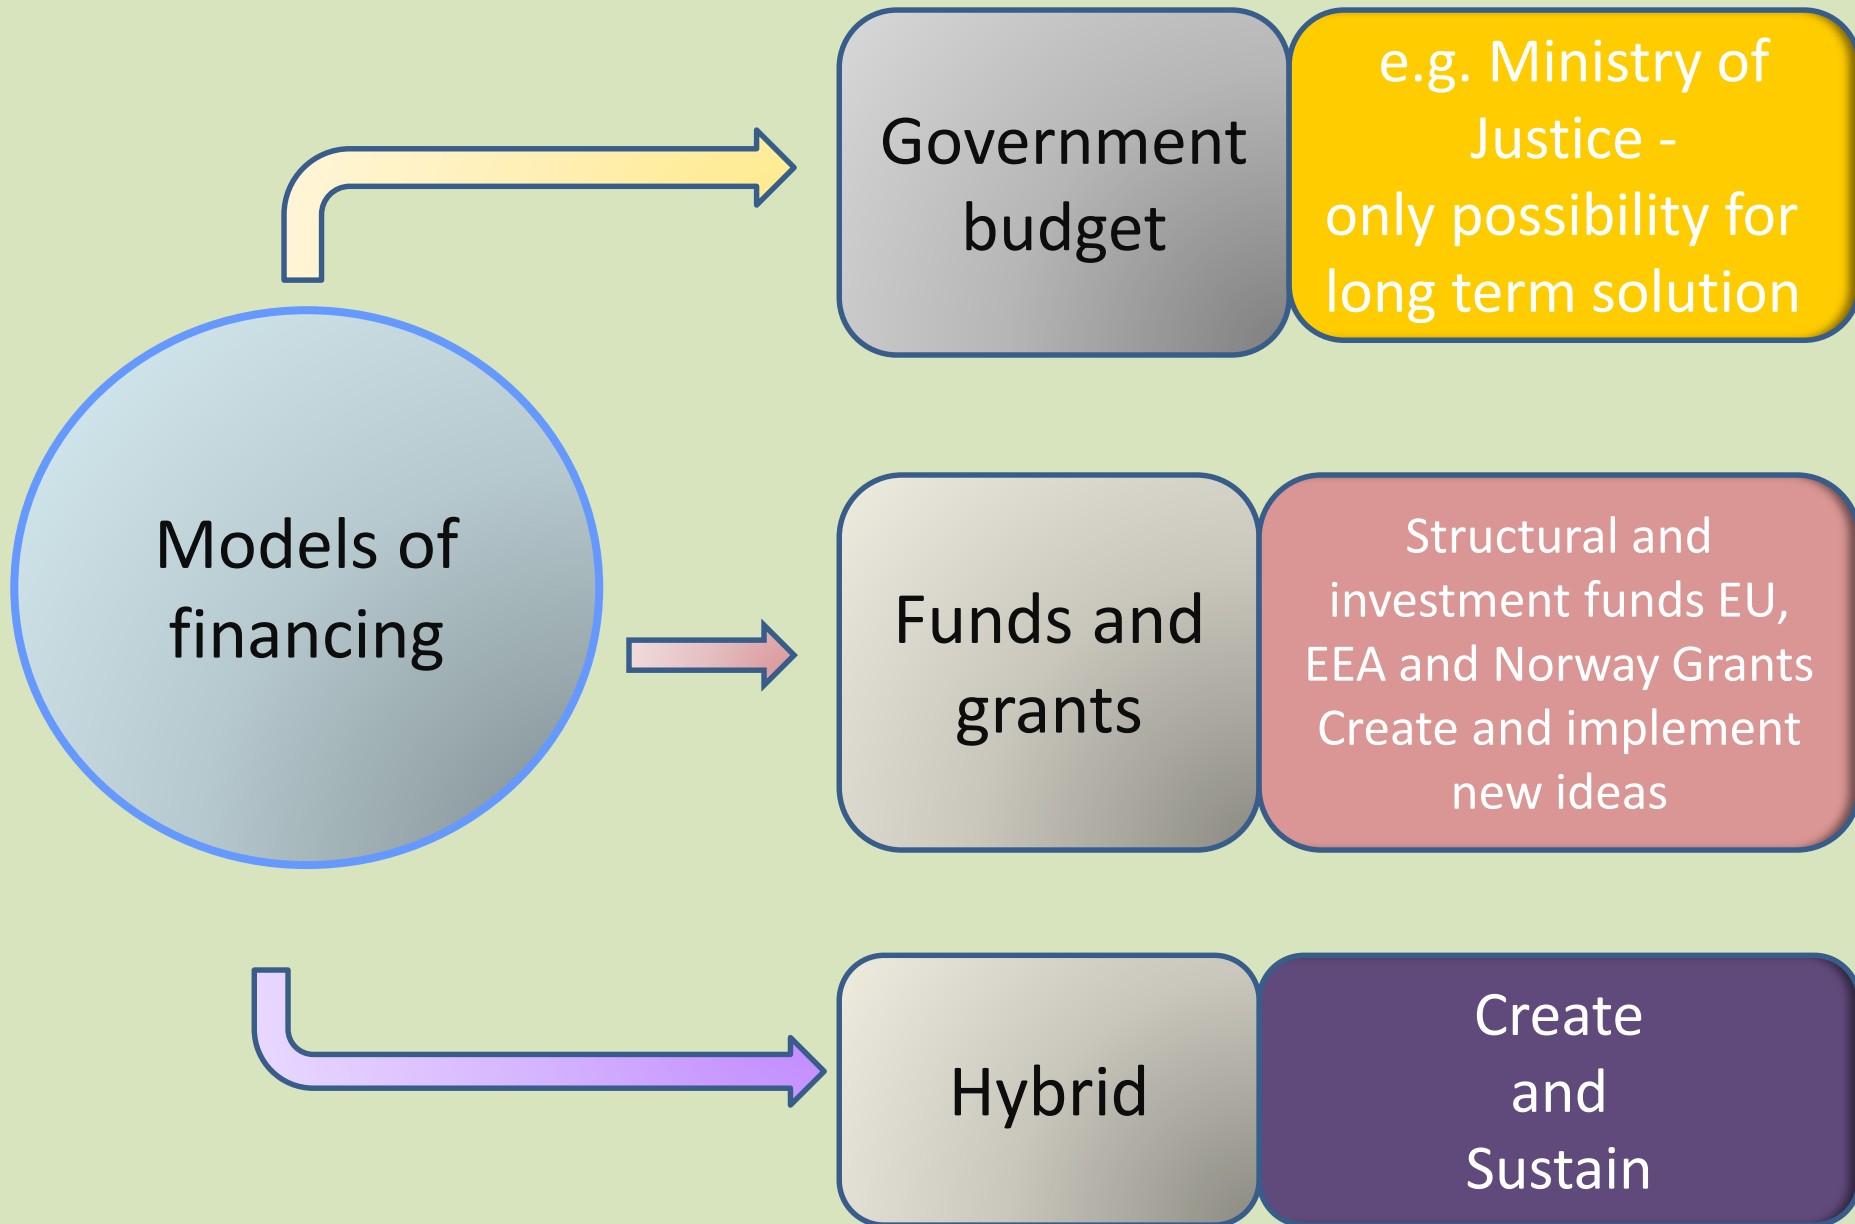 Models of
financing
Government
budget
e.g. Ministry of
Justice -
only possibility for
long term solution
Funds and
grants
Structural and
investment funds EU,
EEA and Norway Grants
Create and implement
new ideas
Hybrid
Create
and
Sustain